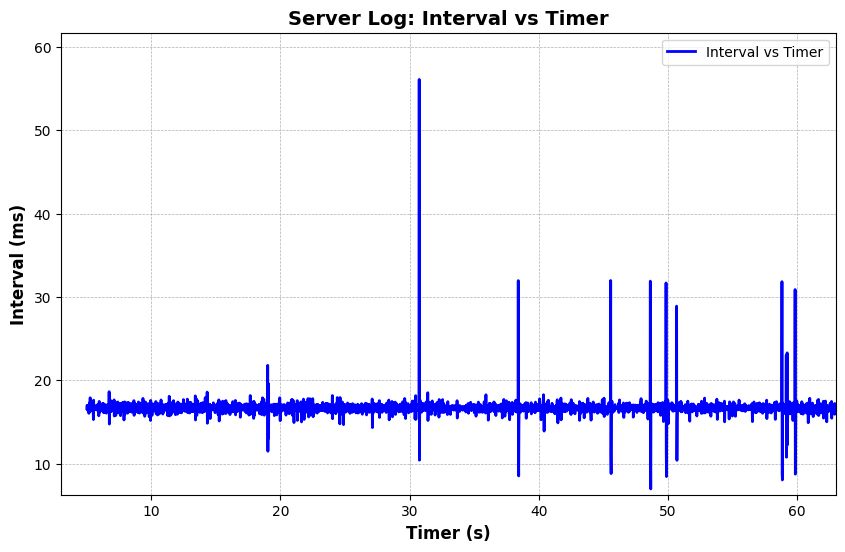 Server Log: Interval vs Timer
Interval vs Timer
60
50
40
30
20
10
Interval (ms)
10 20 30 40 50 60
Timer (s)